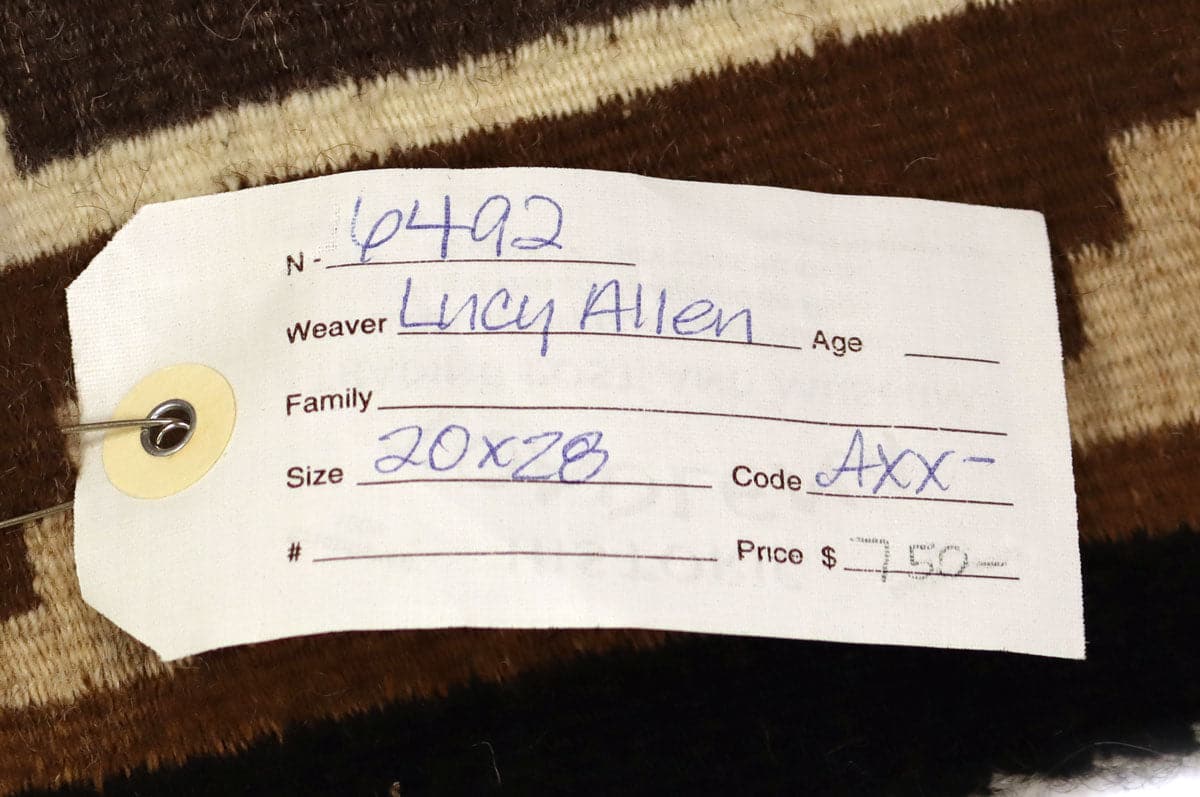 N - 6492
Weaver Lucy Allen Age
Family
Size 20x28 Code AXX-
# Price $ 750-